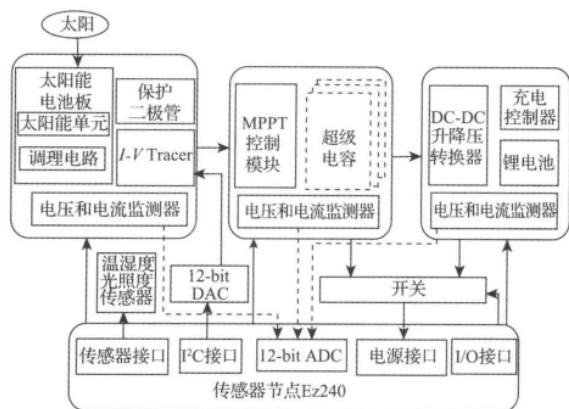 太阳
太阳能
电池板
太阳能单元
调理电路
保护
二极管
I-V Tracer
电压和电流监测器
MPPT
控制
模块
超级
电容
电压和电流监测器
DC-DC
升降压
转换器
充电
控制器
锂电池
电压和电流监测器
温湿度
光照度
传感器
12-bit
DAC
开关
传感器接口
I²C接口
12-bit ADC
电源接口
I/O接口
传感器节点Ez240